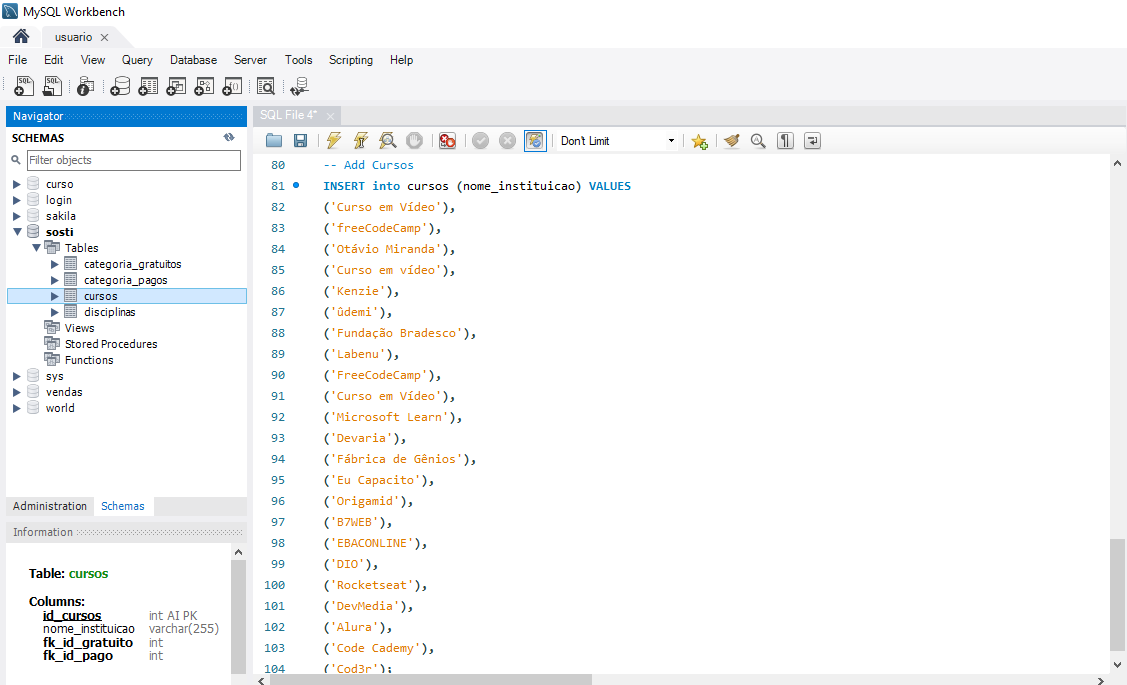 MySQL Workbench
usuario
File Edit View Query Database Server Tools Scripting Help
Navigator
SCHEMAS
Filter objects
curso
login
sakila
sosti
Tables
categoria_gratuitos
categoria_pagos
cursos
disciplinas
Views
Stored Procedures
Functions
sys
vendas
world
Administration Schemas
Information
Table: cursos
Columns:
id_cursos int AI PK
nome_instituicao varchar(255)
fk_id_gratuito int
fk_id_pago int
SQL File 4*
Don't Limit
80 -- Add Cursos
81 INSERT into cursos (nome_instituicao) VALUES
82 ('Curso em Vídeo'),
83 ('freeCodeCamp'),
84 ('Otávio Miranda'),
85 ('Curso em vídeo'),
86 ('Kenzie'),
87 ('ûdemi'),
88 ('Fundação Bradesco'),
89 ('Labenu'),
90 ('FreeCodeCamp'),
91 ('Curso em Vídeo'),
92 ('Microsoft Learn'),
93 ('Devaria'),
94 ('Fábrica de Gênios'),
95 ('Eu Capacito'),
96 ('Origamid'),
97 ('B7WEB'),
98 ('EBACONLINE'),
99 ('DIO'),
100 ('Rocketseat'),
101 ('DevMedia'),
102 ('Alura'),
103 ('Code Cademy'),
104 ('Cod3r');